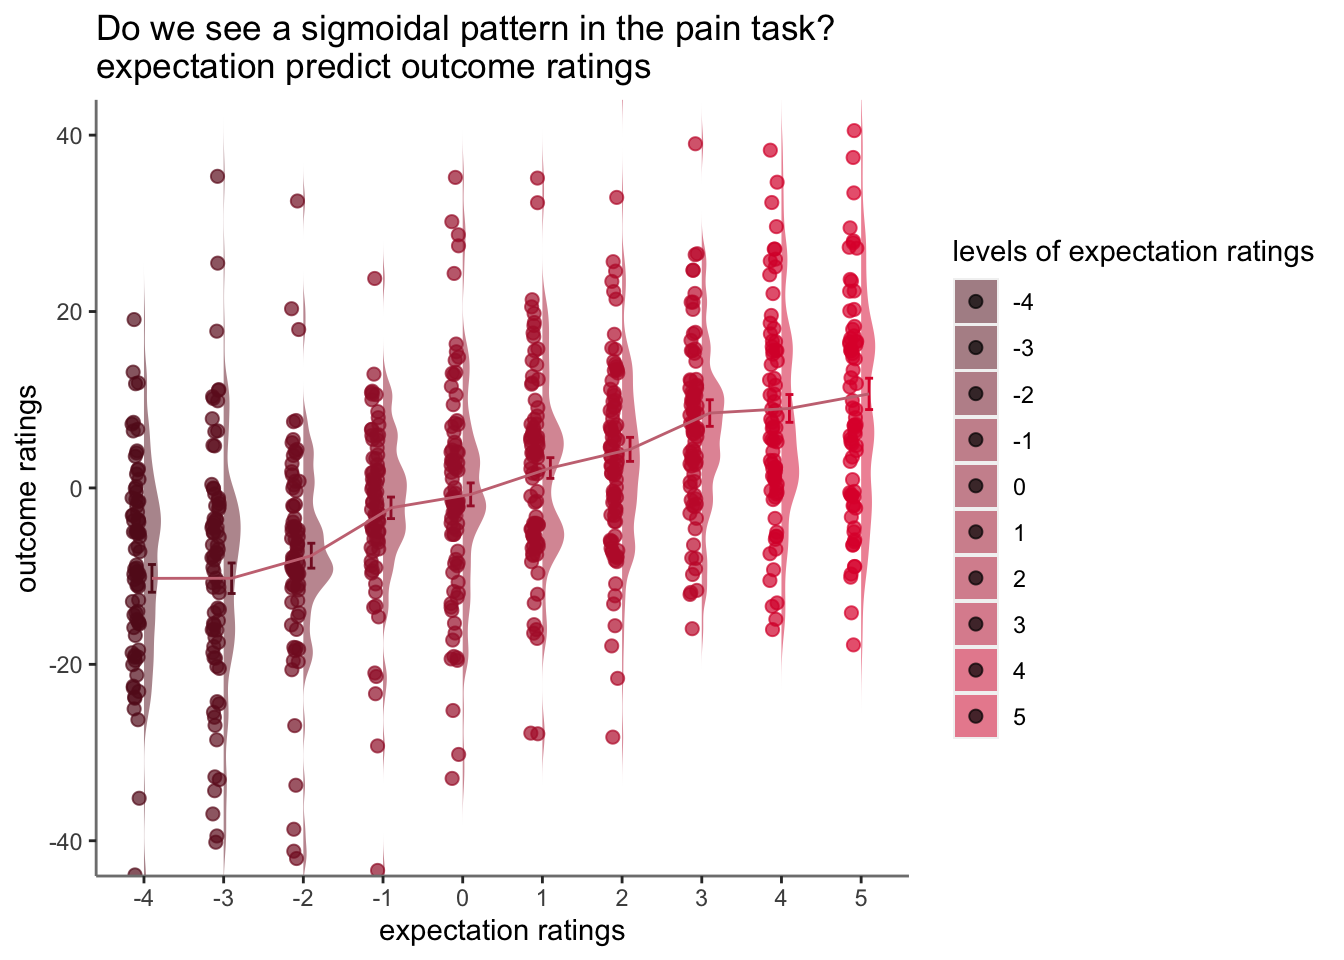 Do we see a sigmoidal pattern in the pain task?
expectation predict outcome ratings
40
20
0
-20
-40
outcome ratings
-4 -3 -2 -1 0 1 2 3 4 5
expectation ratings
levels of expectation ratings
-4
-3
-2
-1
0
1
2
3
4
5